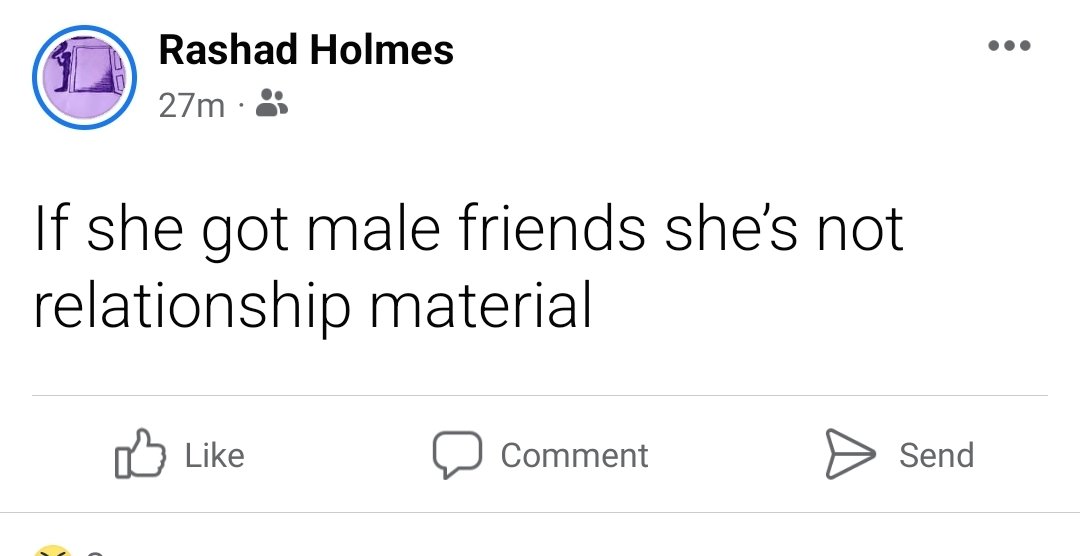 Rashad Holmes
27m ·
If she got male friends she's not
relationship material
Like Comment Send